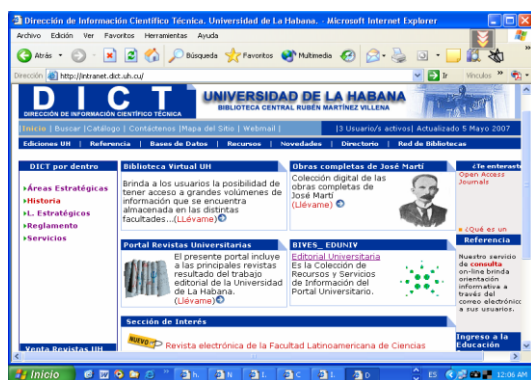 Dirección de Información Científico Técnica. Universidad de La Habana. - Microsoft Internet Explorer
Archivo Edición Ver Favoritos Herramientas Ayuda
Atrás Búsqueda Favoritos Multimedia
Dirección http://intranet.dict.uh.cu/ Ir Vínculos
DICT
DIRECCIÓN DE INFORMACIÓN CIENTÍFICO TÉCNICA
UNIVERSIDAD DE LA HABANA
BIBLIOTECA CENTRAL RUBÉN MARTÍNEZ VILLENA
Inicio | Buscar |Catálogo | Contáctenos |Mapa del Sitio | Webmail | |3 Usuario/s activos| Actualizado 5 Mayo 2007
Ediciones UH | Referencia | Bases de Datos | Recursos | Novedades | Directorio | Red de Bibliotecas
DICT por dentro
Áreas Estratégicas
Historia
L. Estratégicos
Reglamento
Servicios
Venta Revistas UH
Biblioteca Virtual UH
Brinda a los usuarios la posibilidad de
tener acceso a grandes volúmenes de
información que se encuentra
almacenada en las distintas
facultades...(LLévame)
Obras completas de José Martí
Colección digital de las
obras completas de
José Martí
(Llévame)
Portal Revistas Universitarias
El presente portal incluye
a las principales revistas
resultado del trabajo
editorial de la Universidad
de La Habana.
(Llévame)
BIVES_ EDUNIV
Editorial Universitaria
Es la Colección de
Recursos y Servicios
de Información del
Portal Universitario.
Sección de Interés
NUEVO
Revista electrónica de la Facultad Latinoamericana de Ciencias
¿Te enteraste
Open Access
Journals
¿Qué es un
Referencia
Nuestro servicio
de consulta
on-line brinda
orientación
informativa a
través del
correo electrónico
a sus usuarios.
Ingreso a la
Educación
Inicio
ES 12:06 AM